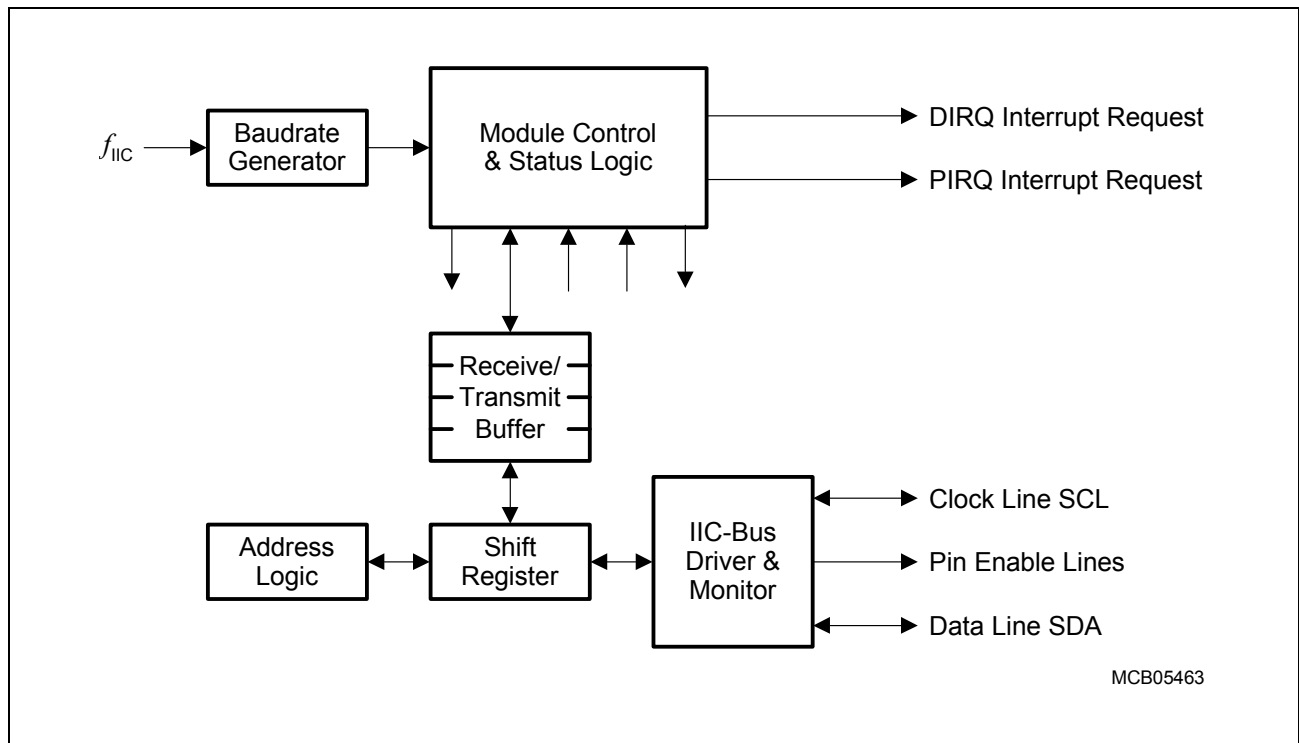 f IIC
Baudrate
Generator
Module Control
& Status Logic
DIRQ Interrupt Request
PIRQ Interrupt Request
Receive/
Transmit
Buffer
Address
Logic
Shift
Register
IIC-Bus
Driver &
Monitor
Clock Line SCL
Pin Enable Lines
Data Line SDA
MCB05463